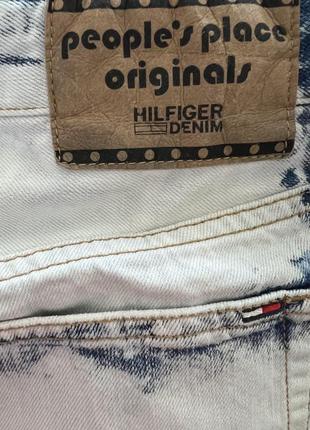 people's place
originals
HILFIGER
DENIM